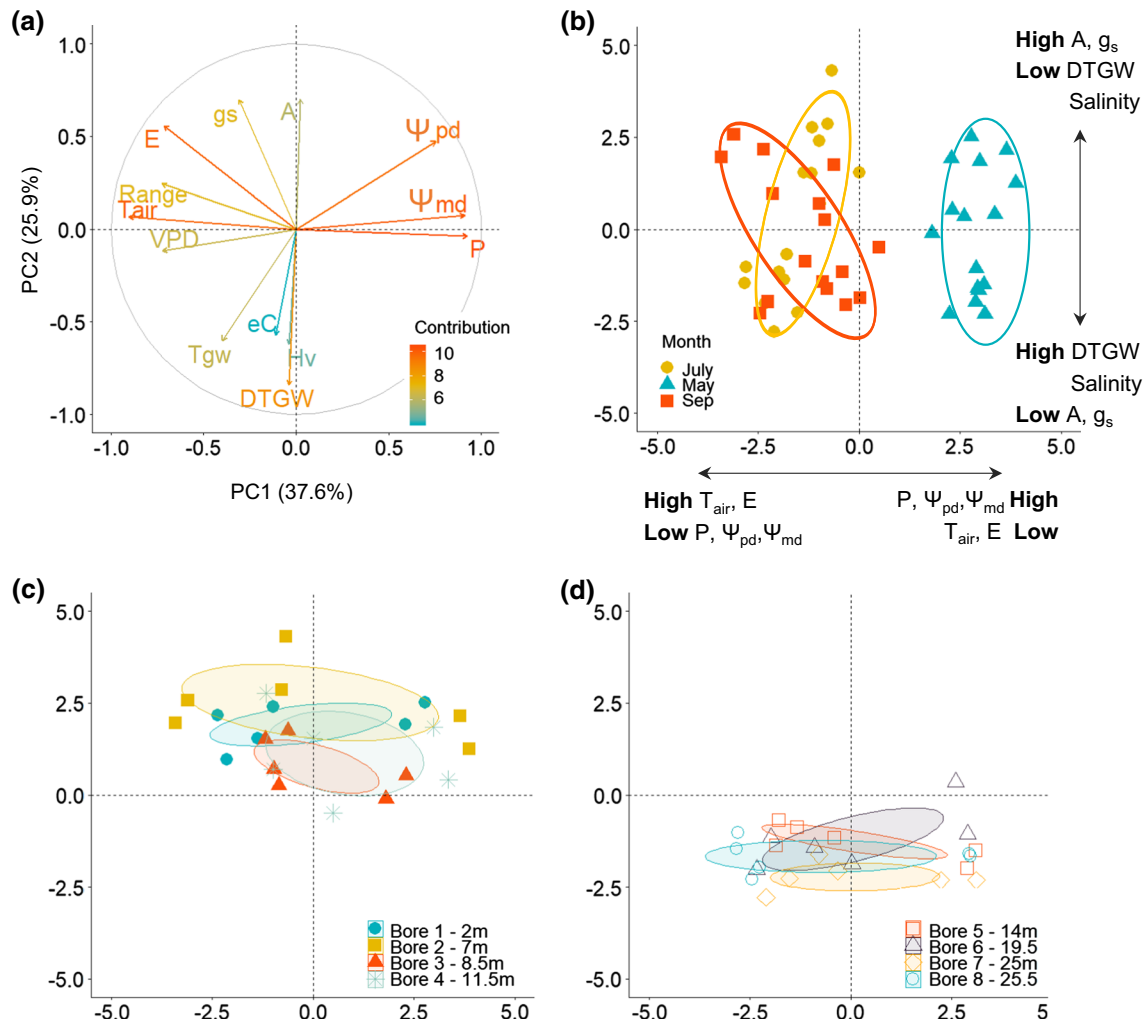 (a)
1.0
0.5
0.0
-0.5
-1.0
PC2 (25.9%)
gs
A
E
Ψpd
Range
Tair
Ψmd
VPD
P
eC
Tgw
Hv
DTGW
Contribution
10
8
6
-1.0 -0.5 0.0 0.5 1.0
PC1 (37.6%)
(b)
5.0
2.5
0.0
-2.5
-5.0
Month
July
May
Sep
-5.0 -2.5 0.0 2.5 5.0
High A, gs
Low DTGW
Salinity
High DTGW
Salinity
Low A, gs
High Tair, E
Low P, Ψpd,Ψmd
P, Ψpd,Ψmd High
Tair, E Low
(c)
5.0
2.5
0.0
-2.5
-5.0
Bore 1 - 2m
Bore 2 - 7m
Bore 3 - 8.5m
Bore 4 - 11.5m
-5.0 -2.5 0.0 2.5 5.0
(d)
5.0
2.5
0.0
-2.5
-5.0
Bore 5 - 14m
Bore 6 - 19.5
Bore 7 - 25m
Bore 8 - 25.5
-5.0 -2.5 0.0 2.5 5